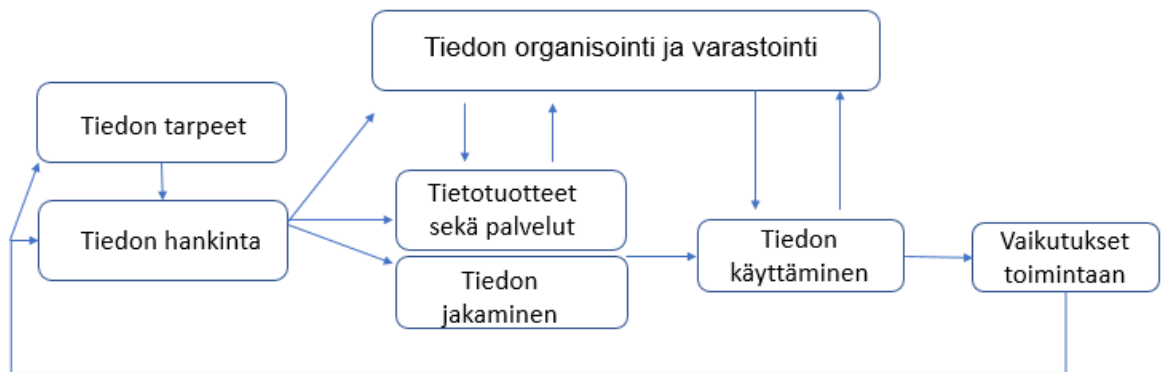 Tiedon organisointi ja varastointi
Tiedon tarpeet
Tiedon hankinta
Tietotuotteet
sekä palvelut
Tiedon
jakaminen
Tiedon
käyttäminen
Vaikutukset
toimintaan